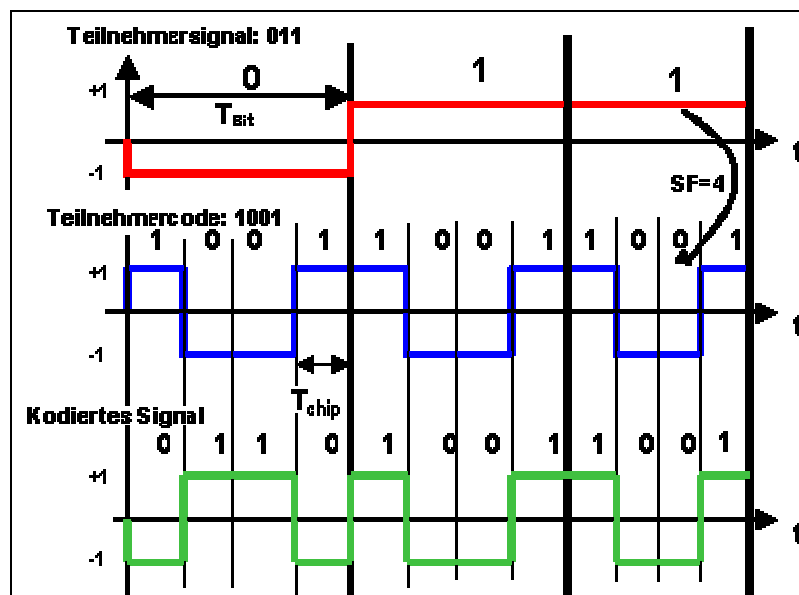 Teilnehmersignal: 011
0 1 1
+1
TBit
-1
SF=4
t
Teilnehmercode: 1001
1 0 0 1 1 0 0 1 1 0 0 1
+1
t
-1
Tchip
Kodiertes Signal
0 1 1 0 1 0 0 1 1 0 0 1
+1
t
-1